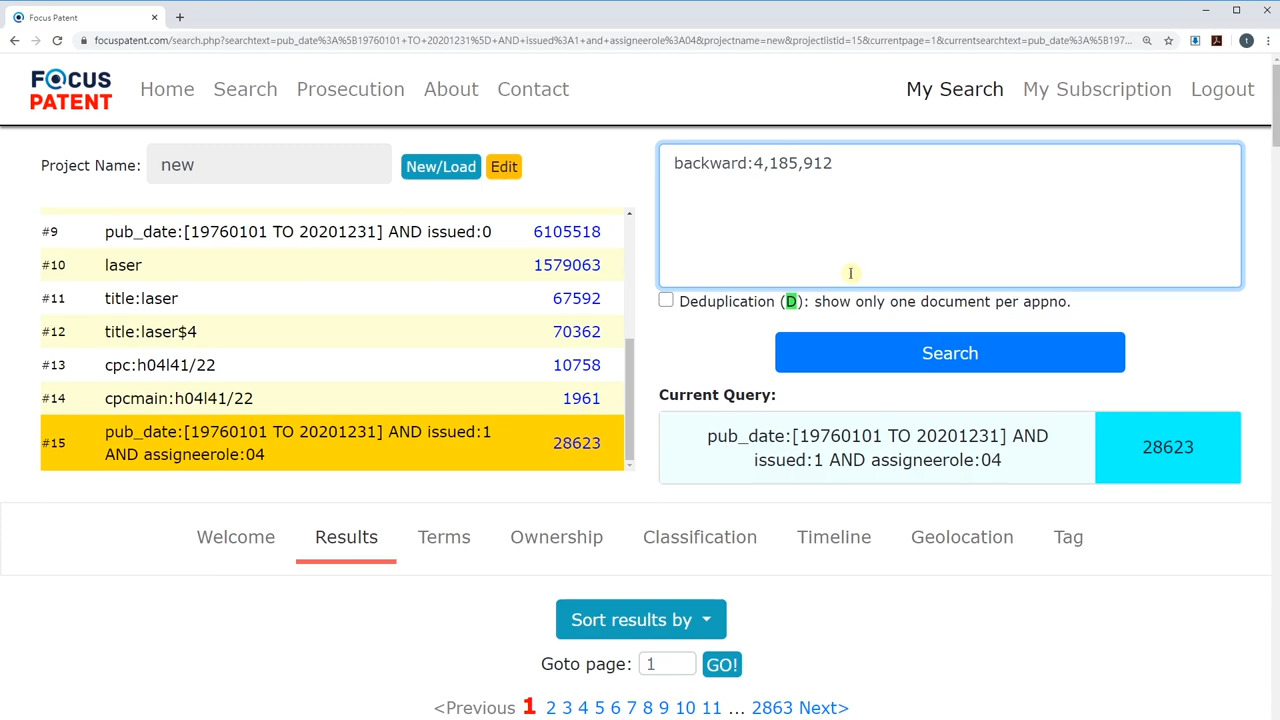 Focus Patent
focuspatent.com/search.php?searchtext=pub_date%3A%5B19760101+TO+20201231%5D+AND+issued%3A1+and+assigneerole%3A04&projectname=new&projectlistid=15&currentpage=1&currentsearchtext=pub_date%3A%5B197...
t
FOCUS
PATENT
Home Search Prosecution About Contact
My Search My Subscription Logout
Project Name: new New/Load Edit
#9 pub_date:[19760101 TO 20201231] AND issued:0 6105518
#10 laser 1579063
#11 title:laser 67592
#12 title:laser$4 70362
#13 cpc:h04l41/22 10758
#14 cpcmain:h04l41/22 1961
#15 pub_date:[19760101 TO 20201231] AND issued:1
AND assigneerole:04 28623
backward:4,185,912
Deduplication (D): show only one document per appno.
Search
Current Query:
pub_date:[19760101 TO 20201231] AND
issued:1 AND assigneerole:04
28623
Welcome Results Terms Ownership Classification Timeline Geolocation Tag
Sort results by
Goto page: 1 GO!
<Previous 1 2 3 4 5 6 7 8 9 10 11 ... 2863 Next>